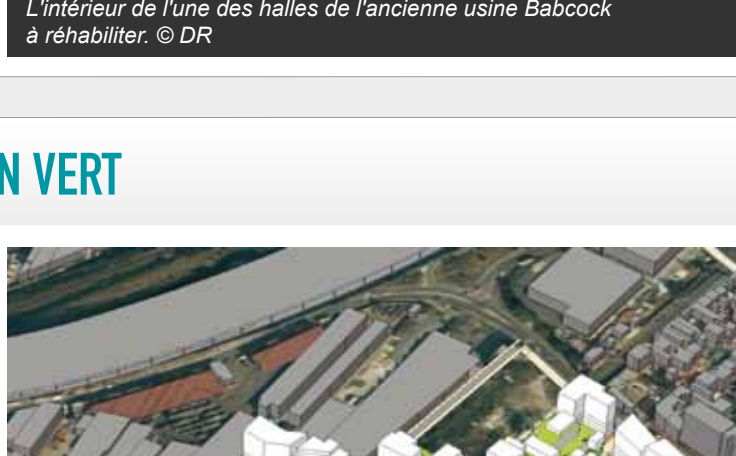 L'intérieur de l'une des halles de l'ancienne usine Babcock
à réhabiliter. © DR
N VERT